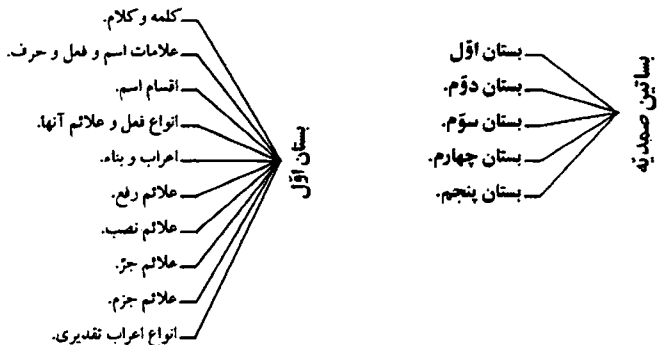 بساتین صمدیّه
بستان اوّل
بستان دوّم.
بستان سوّم.
بستان چهارم.
بستان پنجم.
بستان اوّل
کلمه و کلام.
علامات اسم و فعل و حرف.
اقسام اسم.
انواع فعل و علائم آنها.
اعراب و بناء.
علائم رفع.
علائم نصب.
علائم جرّ.
علائم جزم.
انواع اعراب تقدیری.